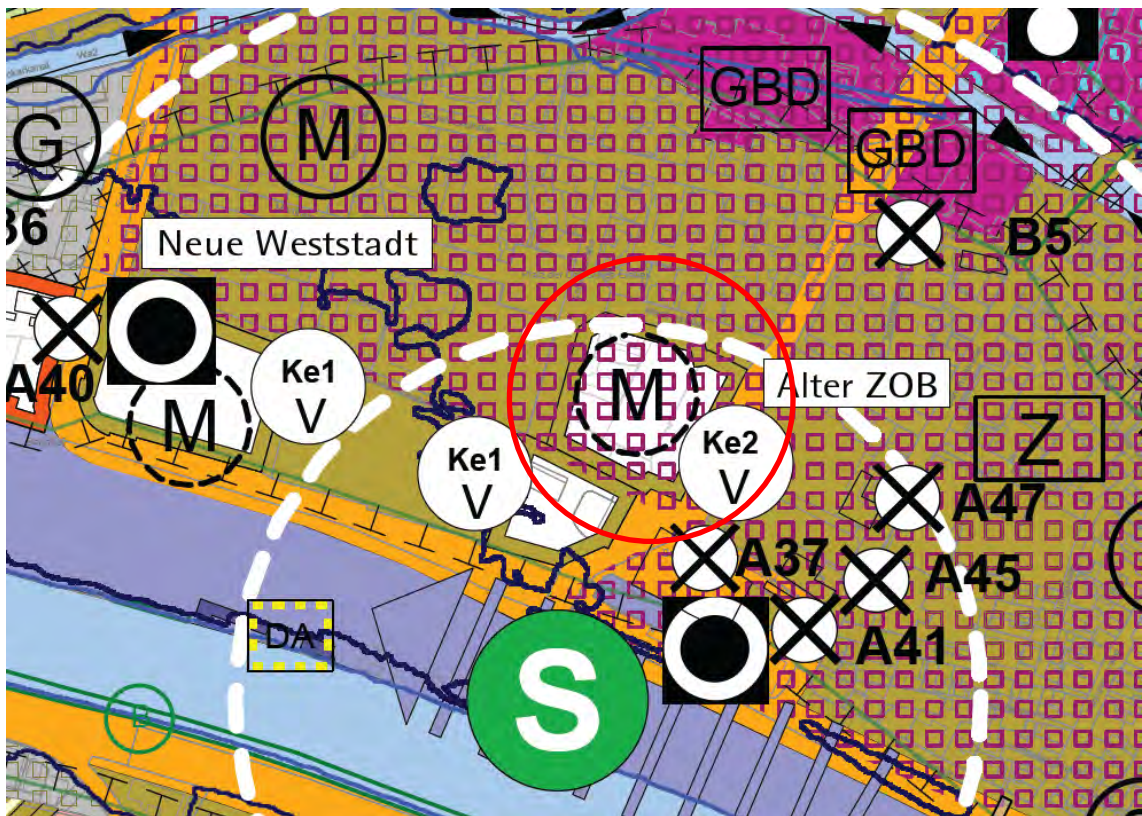 GBD
GBD
G
M
B5
36
Neue Weststadt
Ke1
V
M
Alter ZOB
A40
M
Ke1
V
Ke2
V
Z
A47
A37
A45
DA
A41
S
E